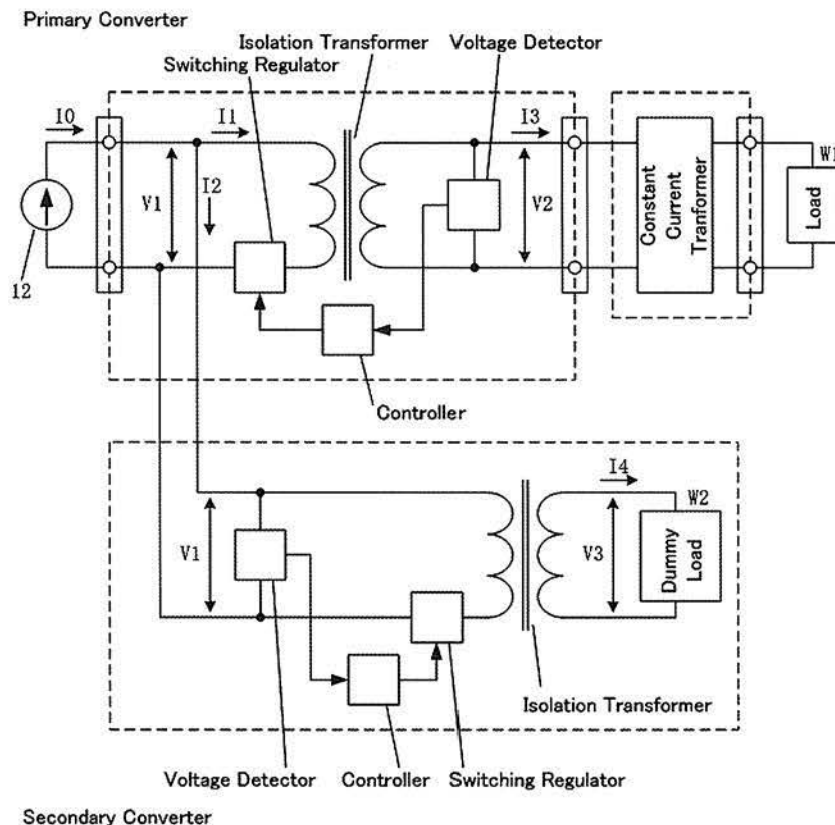 Primary Converter
Isolation Transformer
Voltage Detector
Switching Regulator
I0
I1
I3
W1
V1
I2
V2
Constant
Current
Tranformer
Load
12
Controller
I4
W2
V1
V3
Dummy
Load
Isolation Transformer
Voltage Detector
Controller
Switching Regulator
Secondary Converter